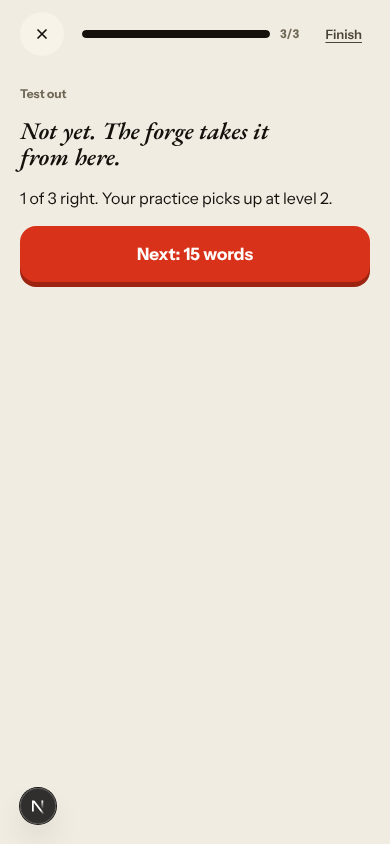 3/3
Finish
Test out
Not yet. The forge takes it
from here.
1 of 3 right. Your practice picks up at level 2.
Next: 15 words
N